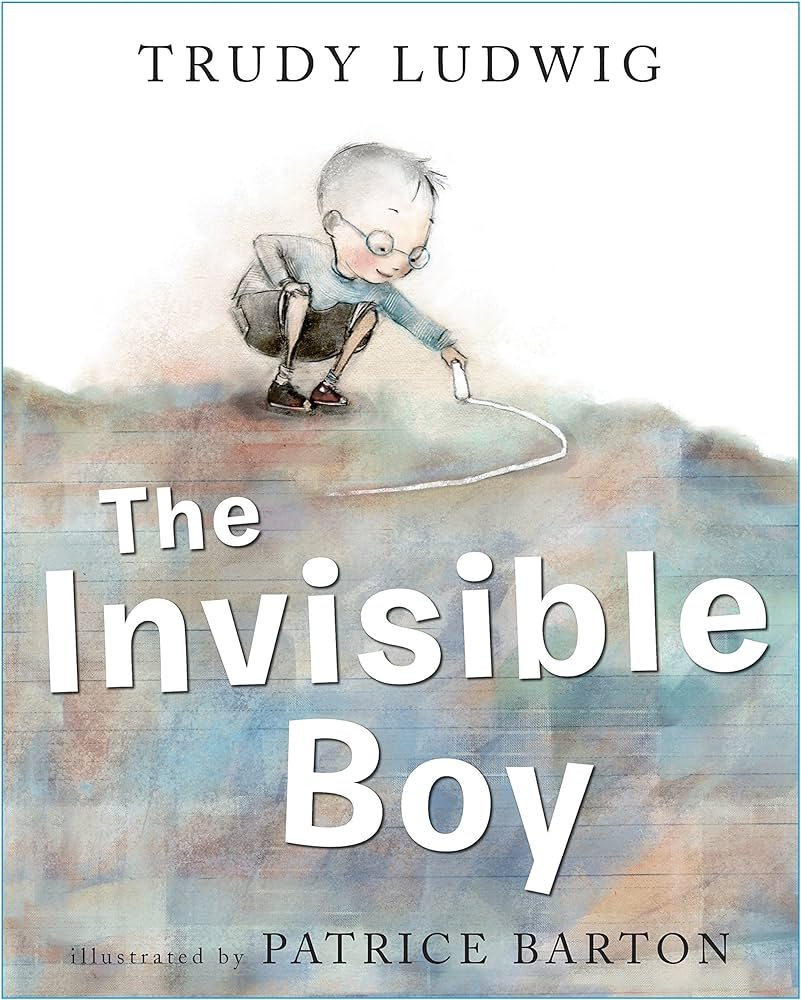 TRUDY LUDWIG
The
Invisible
Boy
illustrated by PATRICE BARTON